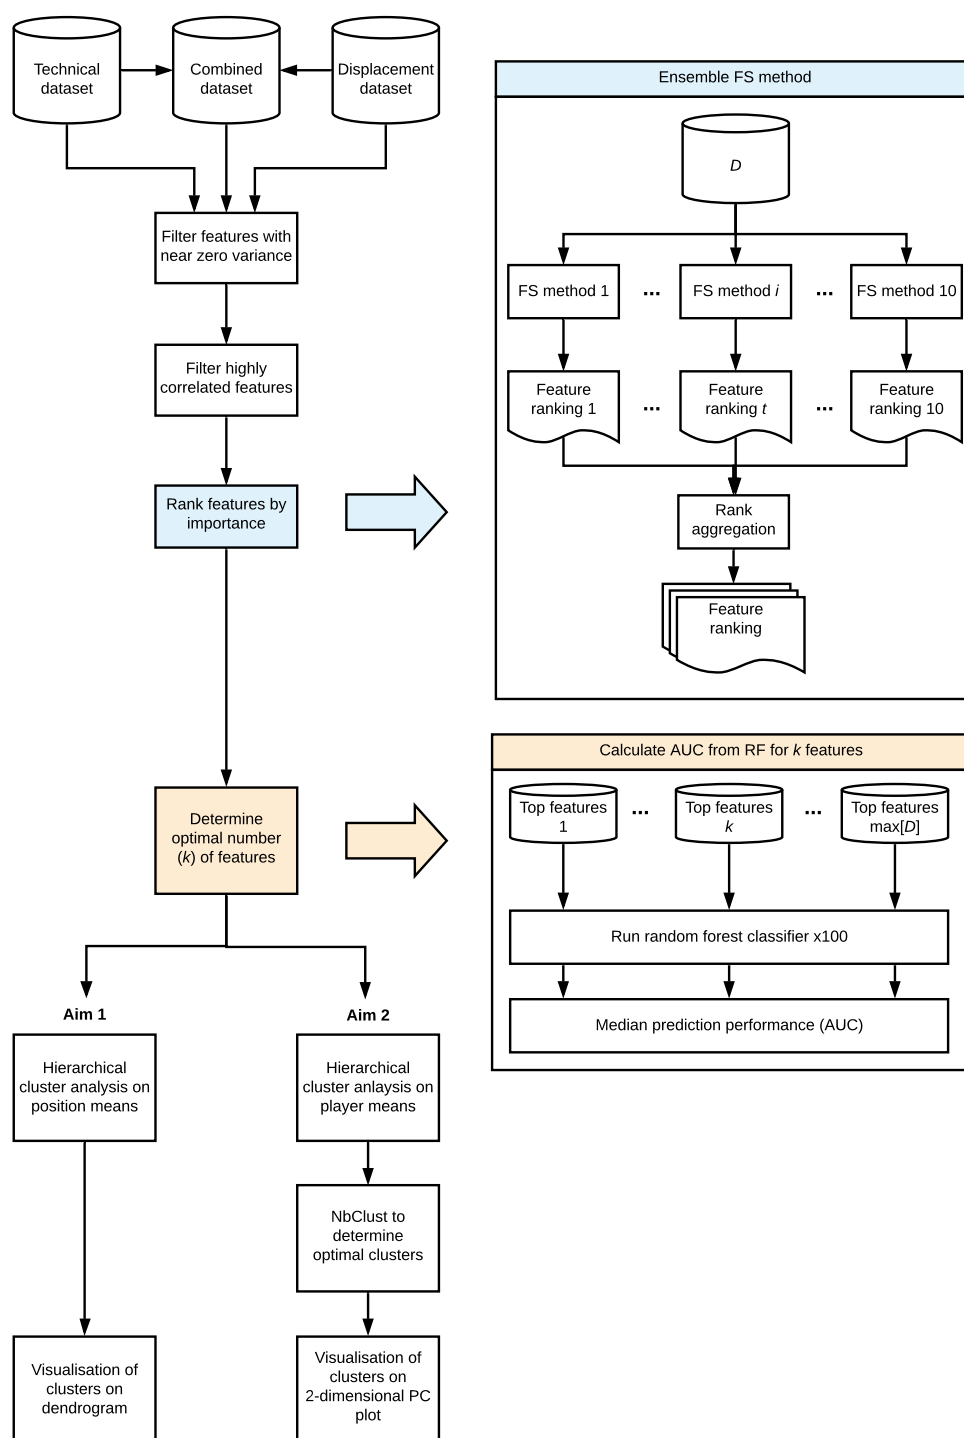 Technical
dataset
Combined
dataset
Displacement
dataset
Filter features with
near zero variance
Filter highly
correlated features
Rank features by
importance
Determine
optimal number
(k) of features
Aim 1
Hierarchical
cluster analysis on
position means
Visualisation of
clusters on
dendrogram
Aim 2
Hierarchical
cluster anlaysis on
player means
NbClust to
determine
optimal clusters
Visualisation of
clusters on
2-dimensional PC
plot
Ensemble FS method
D
FS method 1
...
FS method i
...
FS method 10
Feature
ranking 1
...
Feature
ranking t
...
Feature
ranking 10
Rank
aggregation
Feature
ranking
Calculate AUC from RF for k features
Top features
1
...
Top features
k
...
Top features
max[D]
Run random forest classifier x100
Median prediction performance (AUC)